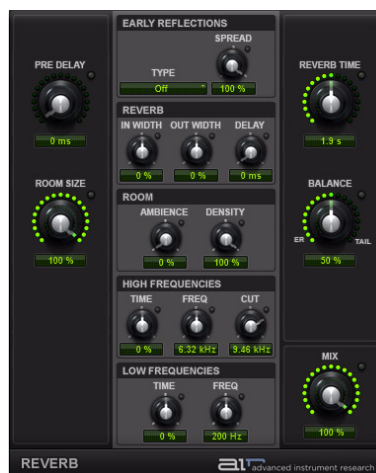 EARLY REFLECTIONS
SPREAD
TYPE
Off
100 %
PRE DELAY
0 ms
ROOM SIZE
100 %
REVERB
IN WIDTH OUT WIDTH DELAY
0 % 0 % 0 ms
ROOM
AMBIENCE DENSITY
0 % 100 %
HIGH FREQUENCIES
TIME FREQ CUT
0 % 6.32 kHz 9.46 kHz
LOW FREQUENCIES
TIME FREQ
0 % 200 Hz
REVERB TIME
1.9 s
BALANCE
ER TAIL
50 %
MIX
100 %
REVERB
air advanced instrument research